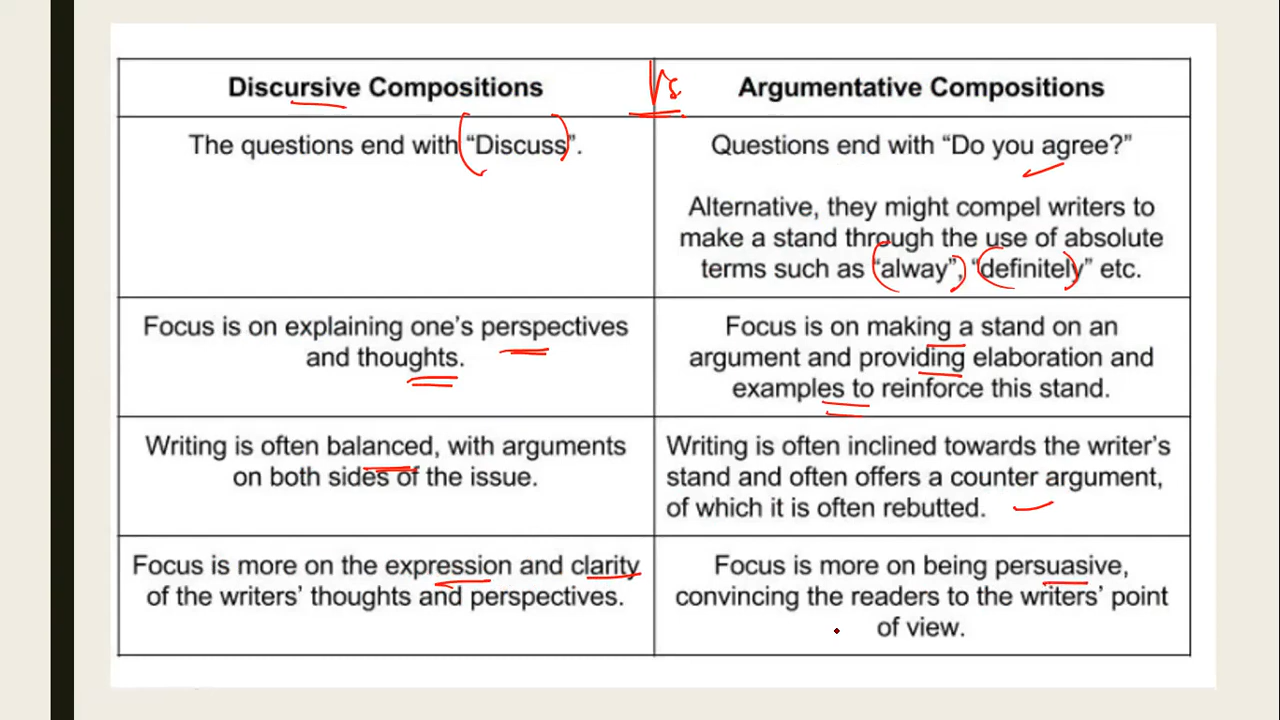 Discursive Compositions
Vs
Argumentative Compositions
The questions end with “Discuss”.
Questions end with “Do you agree?”
Alternative, they might compel writers to
make a stand through the use of absolute
terms such as “alway”, “definitely” etc.
Focus is on explaining one’s perspectives
and thoughts.
Focus is on making a stand on an
argument and providing elaboration and
examples to reinforce this stand.
Writing is often balanced, with arguments
on both sides of the issue.
Writing is often inclined towards the writer’s
stand and often offers a counter argument,
of which it is often rebutted.
Focus is more on the expression and clarity
of the writers’ thoughts and perspectives.
Focus is more on being persuasive,
convincing the readers to the writers’ point
of view.